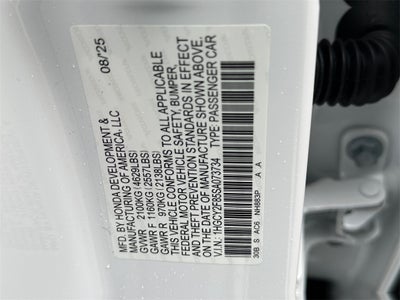 MFD. BY HONDA DEVELOPMENT & 08/'25
MANUFACTURING OF AMERICA, LLC
GVWR 2100KG (4629LBS)
GAWR F 1160KG (2557LBS)
GAWR R 970KG (2138LBS)
THIS VEHICLE CONFORMS TO ALL APPLICABLE
FEDERAL MOTOR VEHICLE SAFETY, BUMPER,
AND THEFT PREVENTION STANDARDS IN EFFECT
ON THE DATE OF MANUFACTURE SHOWN ABOVE.
V.I.N.: 1HGCY2F85SA073734 TYPE: PASSENGER CAR
30B S AC6 NH883P A A